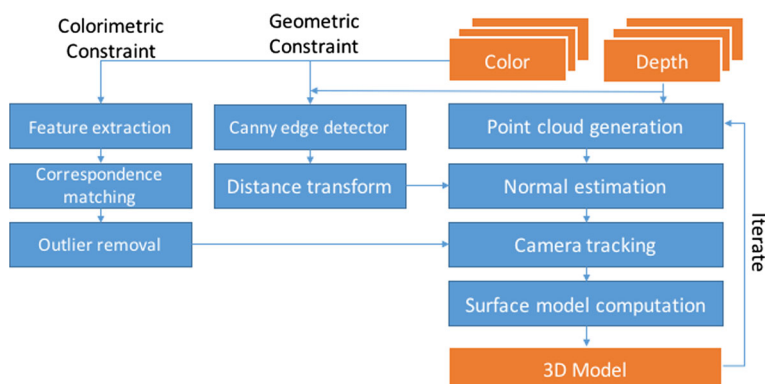 Colorimetric
Constraint
Geometric
Constraint
Color
Depth
Feature extraction
Canny edge detector
Point cloud generation
Correspondence
matching
Distance transform
Normal estimation
Outlier removal
Camera tracking
Surface model computation
3D Model
Iterate